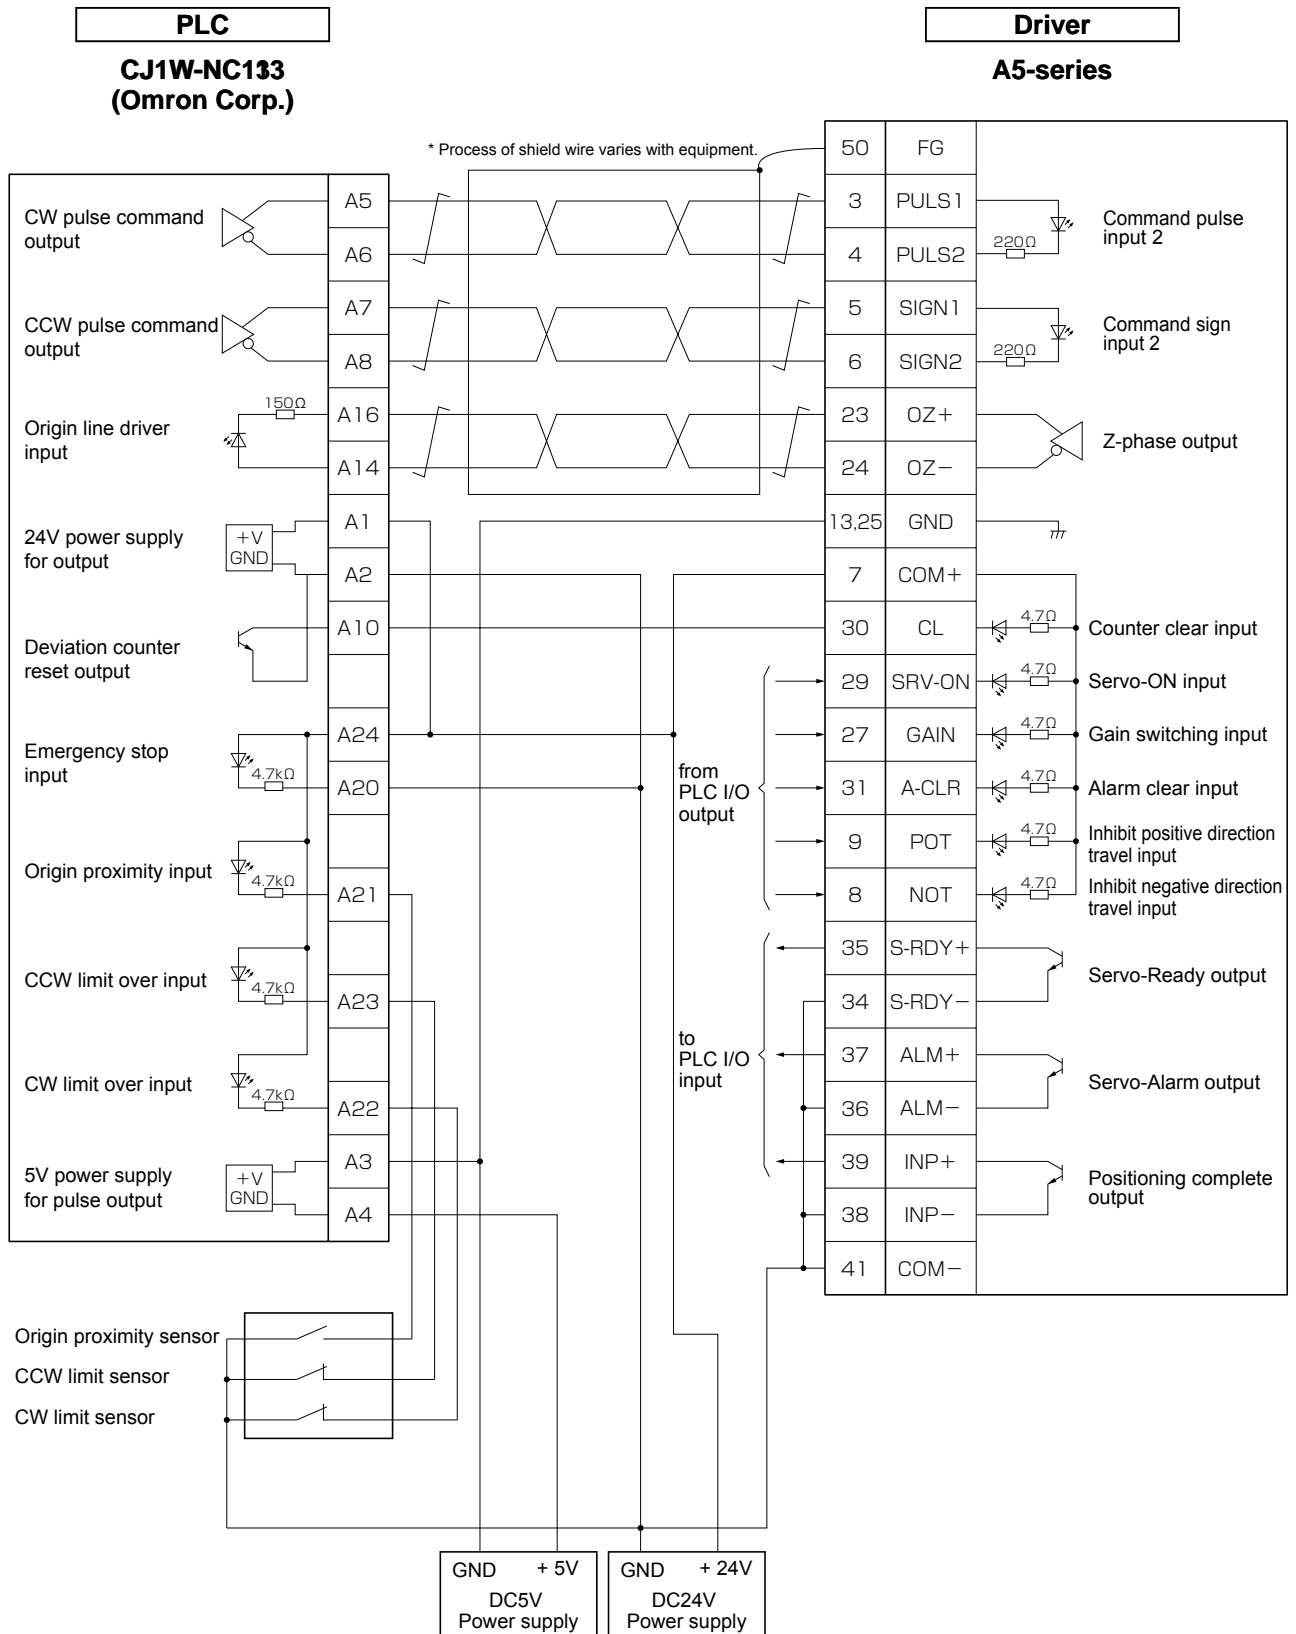 PLC
Driver
CJ1W-NC133
(Omron Corp.)
A5-series
* Process of shield wire varies with equipment.
50 FG
CW pulse command
output
A5
A6
3 PULS1
4 PULS2
220Ω
Command pulse
input 2
CCW pulse command
output
A7
A8
5 SIGN1
6 SIGN2
220Ω
Command sign
input 2
Origin line driver
input
150Ω
A16
A14
23 OZ+
24 OZ−
Z-phase output
24V power supply
for output
+V
GND
A1
A2
13,25 GND
7 COM+
Deviation counter
reset output
A10
30 CL
4.7Ω
Counter clear input
29 SRV-ON
4.7Ω
Servo-ON input
Emergency stop
input
4.7kΩ
A24
A20
from
PLC I/O
output
27 GAIN
4.7Ω
Gain switching input
31 A-CLR
4.7Ω
Alarm clear input
Origin proximity input
4.7kΩ
A21
9 POT
4.7Ω
Inhibit positive direction
travel input
8 NOT
4.7Ω
Inhibit negative direction
travel input
CCW limit over input
4.7kΩ
A23
35 S-RDY+
34 S-RDY−
Servo-Ready output
to
PLC I/O
input
CW limit over input
4.7kΩ
A22
37 ALM+
36 ALM−
Servo-Alarm output
5V power supply
for pulse output
+V
GND
A3
A4
39 INP+
38 INP−
Positioning complete
output
41 COM−
Origin proximity sensor
CCW limit sensor
CW limit sensor
GND + 5V
DC5V
Power supply
GND + 24V
DC24V
Power supply